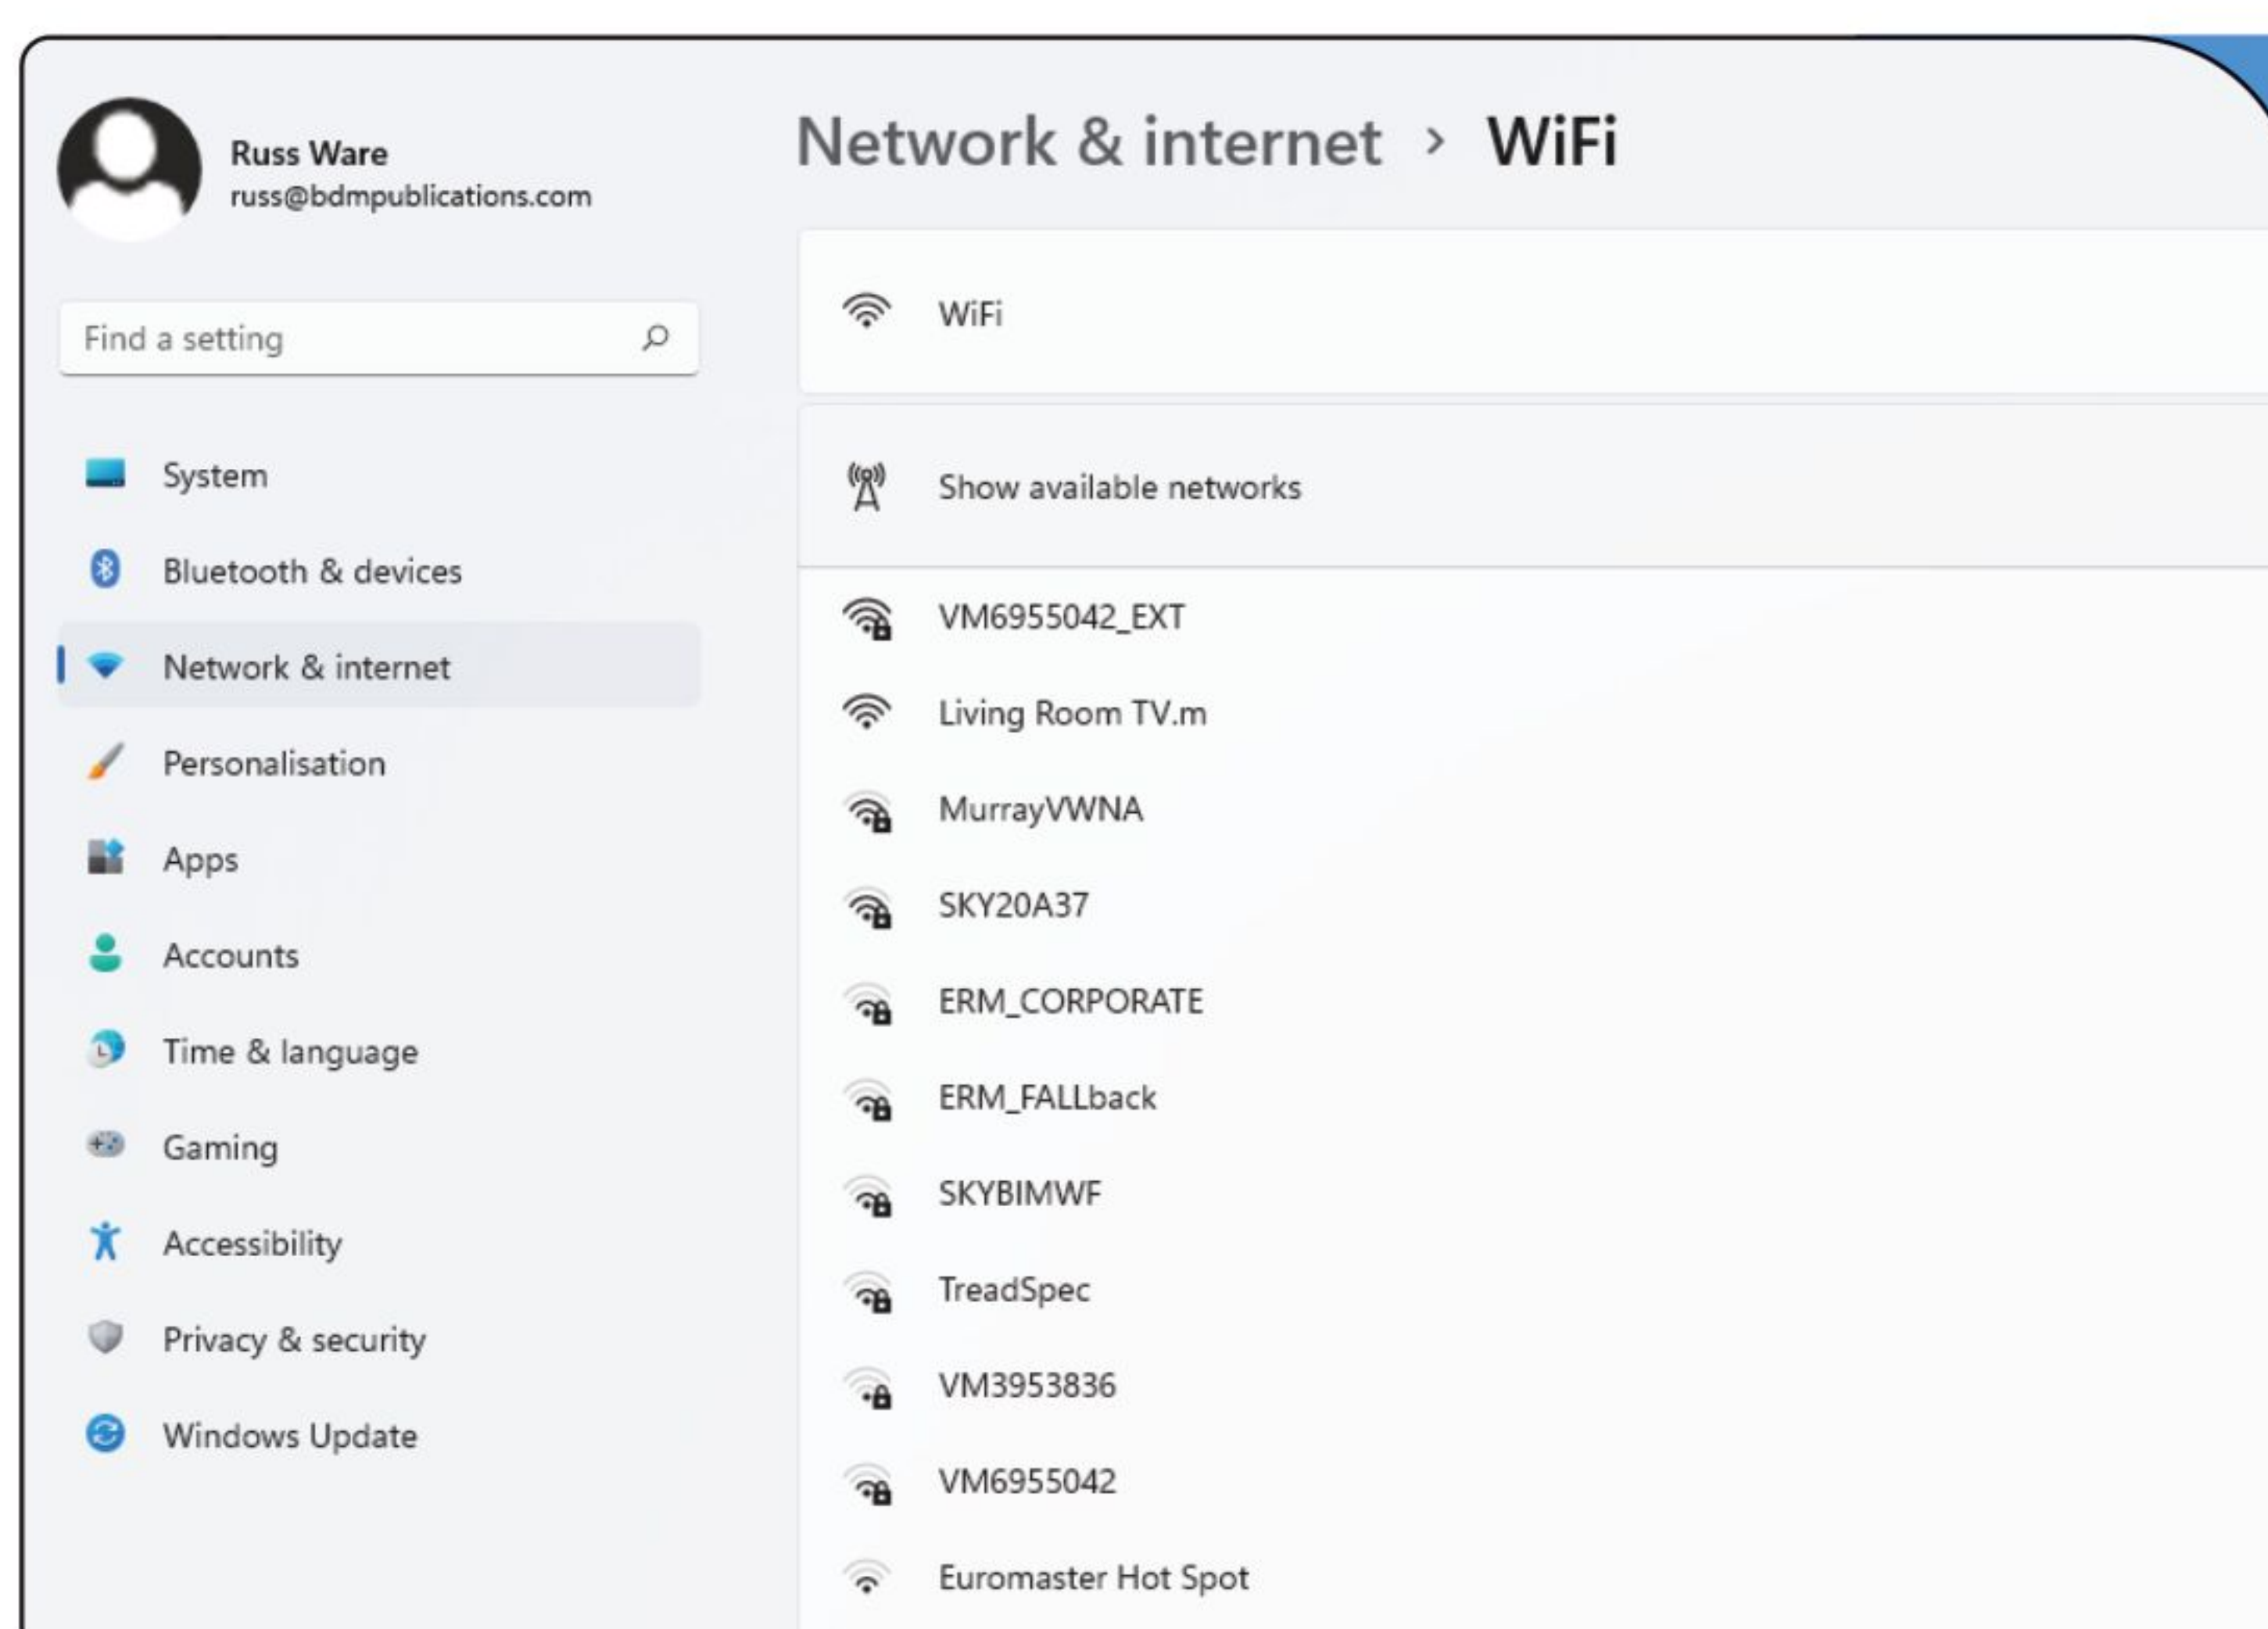 Russ Ware
russ@bdmpublications.com
Find a setting
System
Bluetooth & devices
Network & internet
Personalisation
Apps
Accounts
Time & language
Gaming
Accessibility
Privacy & security
Windows Update
Network & internet > WiFi
WiFi
Show available networks
VM6955042_EXT
Living Room TV.m
MurrayVWNA
SKY20A37
ERM_CORPORATE
ERM_FALLback
SKYBIMWF
TreadSpec
VM3953836
VM6955042
Euromaster Hot Spot